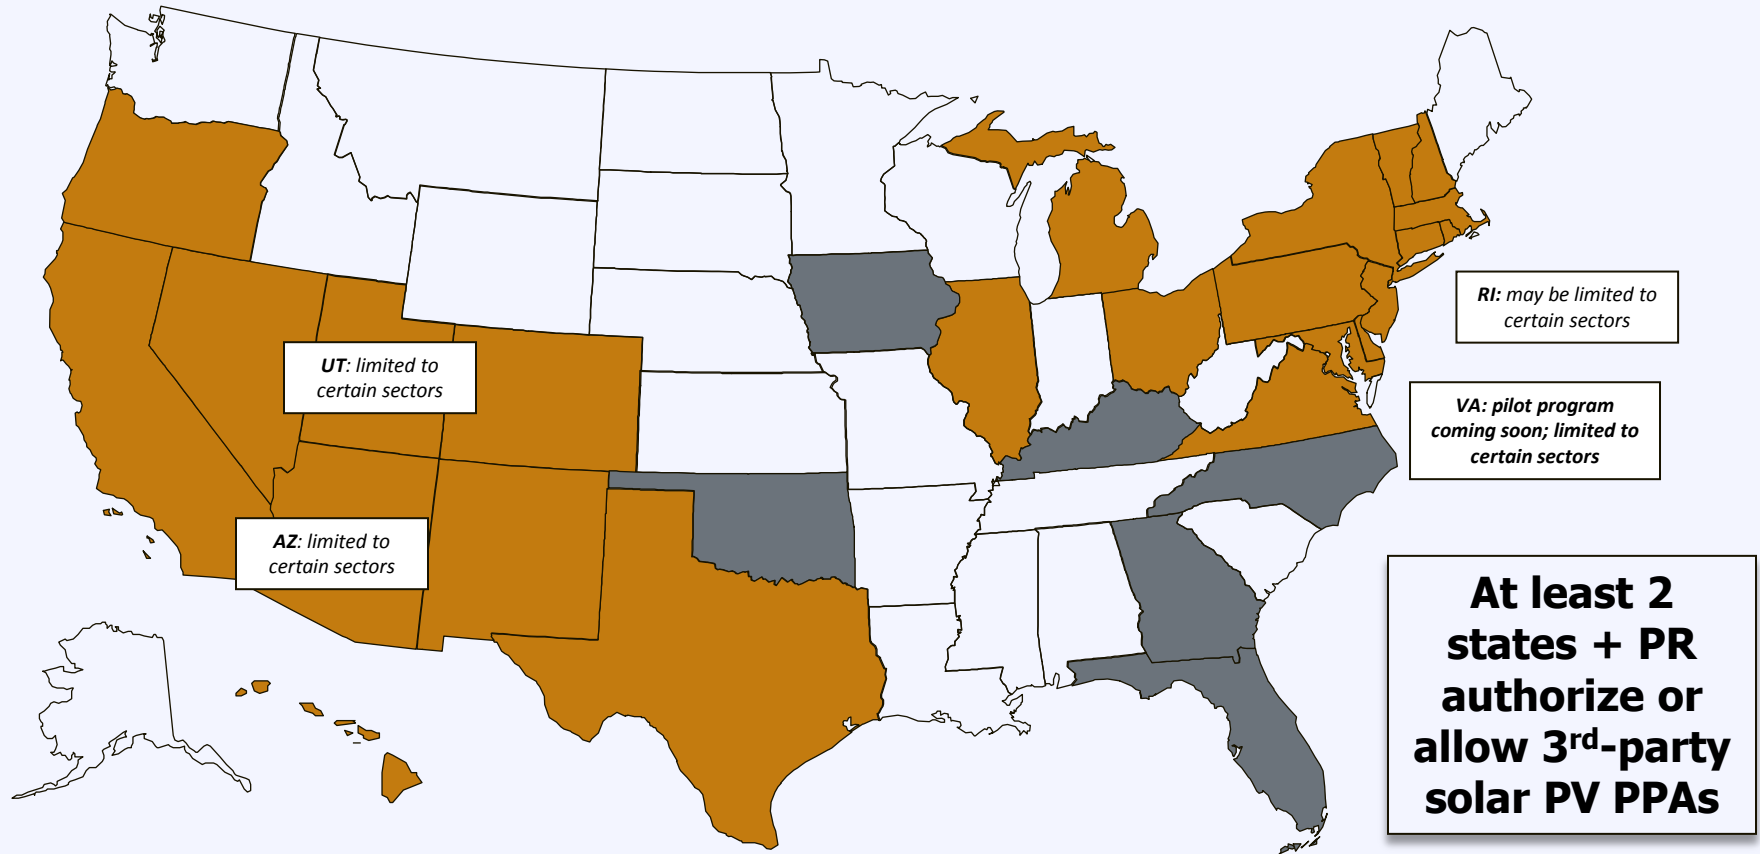 UT: limited to
certain sectors
AZ: limited to
certain sectors
RI: may be limited to
certain sectors
VA: pilot program
coming soon; limited to
certain sectors
At least 2
states + PR
authorize or
allow 3rd-party
solar PV PPAs